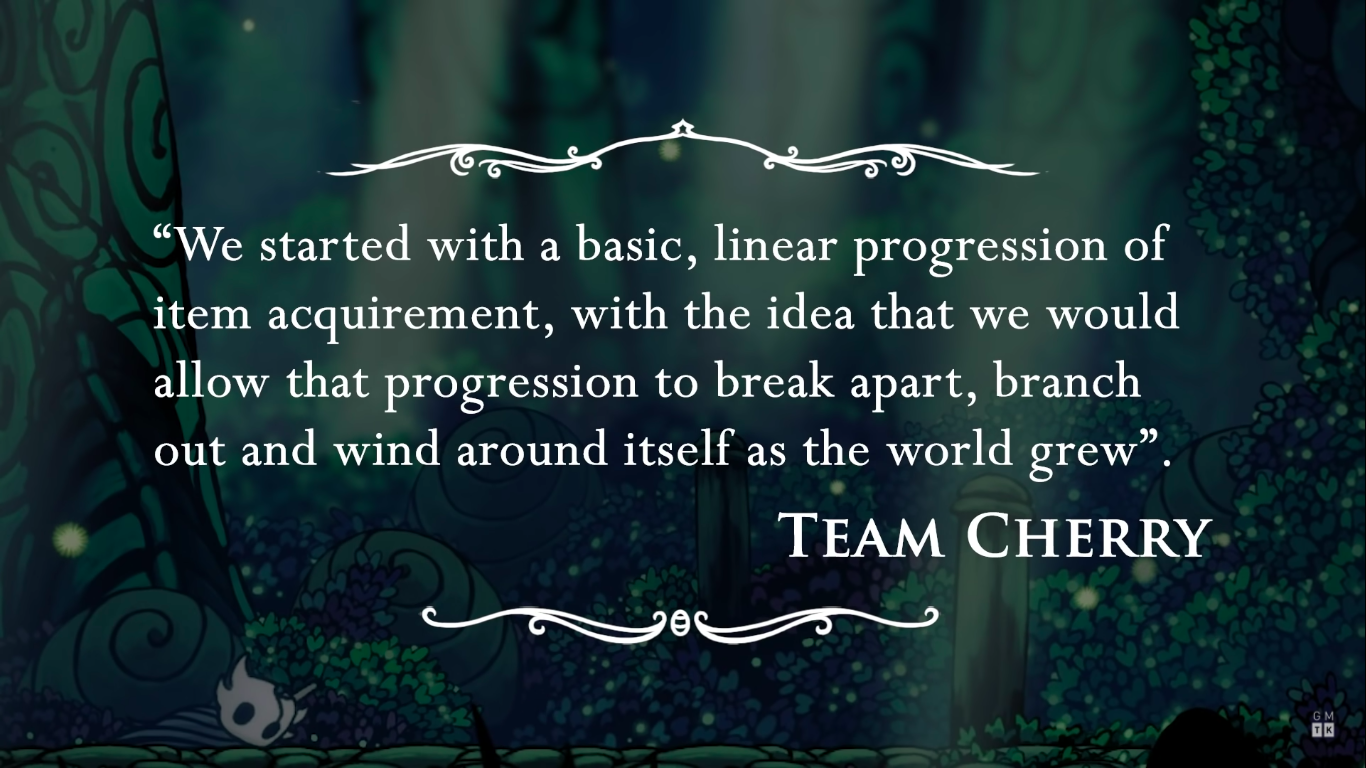 “We started with a basic, linear progression of
item acquirement, with the idea that we would
allow that progression to break apart, branch
out and wind around itself as the world grew”.
TEAM CHERRY
GM
TK